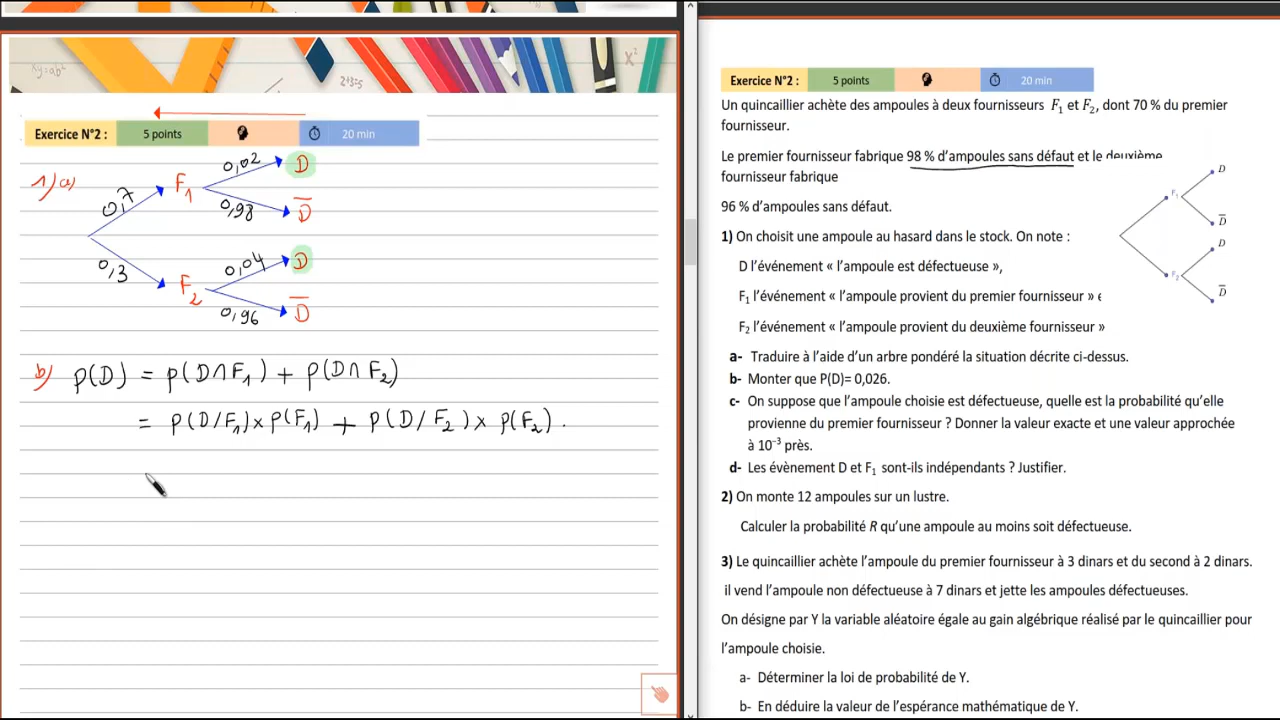 Exercice N°2 : 5 points 20 min
1) a)
0,7 F1 0,02 D
0,98 D̅
0,3 F2 0,04 D
0,96 D̅
b) p(D) = p(D∩F1) + p(D∩F2)
= p(D/F1) × p(F1) + p(D/F2) × p(F2).
Exercice N°2 : 5 points 20 min
Un quincailler achète des ampoules à deux fournisseurs F1 et F2, dont 70 % du premier
fournisseur.
Le premier fournisseur fabrique 98 % d'ampoules sans défaut et le deuxième
fournisseur fabrique
96 % d'ampoules sans défaut.
1) On choisit une ampoule au hasard dans le stock. On note :
D l'événement « l'ampoule est défectueuse »,
F1 l'événement « l'ampoule provient du premier fournisseur » e
F2 l'événement « l'ampoule provient du deuxième fournisseur »
F1 D
D̅
F2 D
D̅
a- Traduire à l'aide d'un arbre pondéré la situation décrite ci-dessus.
b- Monter que P(D)= 0,026.
c- On suppose que l'ampoule choisie est défectueuse, quelle est la probabilité qu'elle
provienne du premier fournisseur ? Donner la valeur exacte et une valeur approchée
à 10⁻³ près.
d- Les évènement D et F1 sont-ils indépendants ? Justifier.
2) On monte 12 ampoules sur un lustre.
Calculer la probabilité R qu'une ampoule au moins soit défectueuse.
3) Le quincailler achète l'ampoule du premier fournisseur à 3 dinars et du second à 2 dinars.
il vend l'ampoule non défectueuse à 7 dinars et jette les ampoules défectueuses.
On désigne par Y la variable aléatoire égale au gain algébrique réalisé par le quincailler pour
l'ampoule choisie.
a- Déterminer la loi de probabilité de Y.
b- En déduire la valeur de l'espérance mathématique de Y.